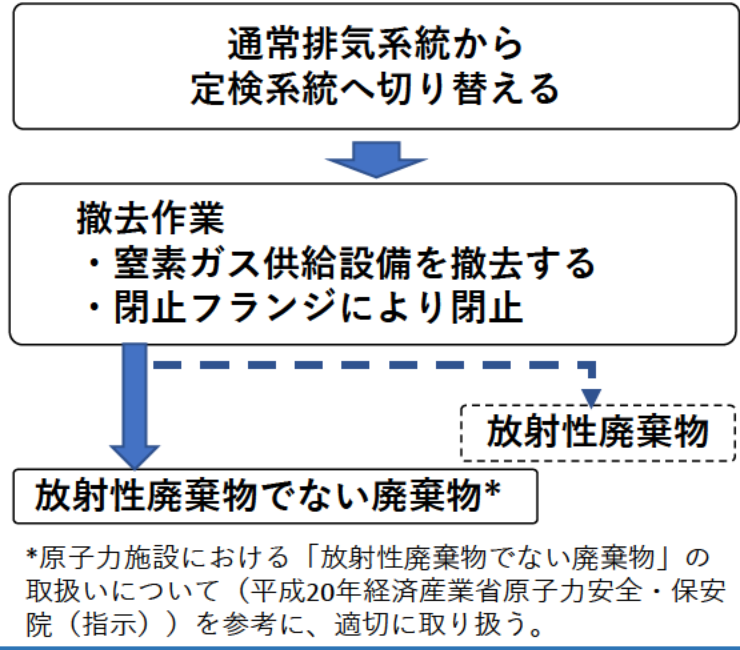 通常排気系統から
定検系統へ切り替える
撤去作業
・窒素ガス供給設備を撤去する
・閉止フランジにより閉止
放射性廃棄物
放射性廃棄物でない廃棄物*
*原子力施設における「放射性廃棄物でない廃棄物」の
取扱いについて（平成20年経済産業省原子力安全・保安
院（指示））を参考に、適切に取り扱う。